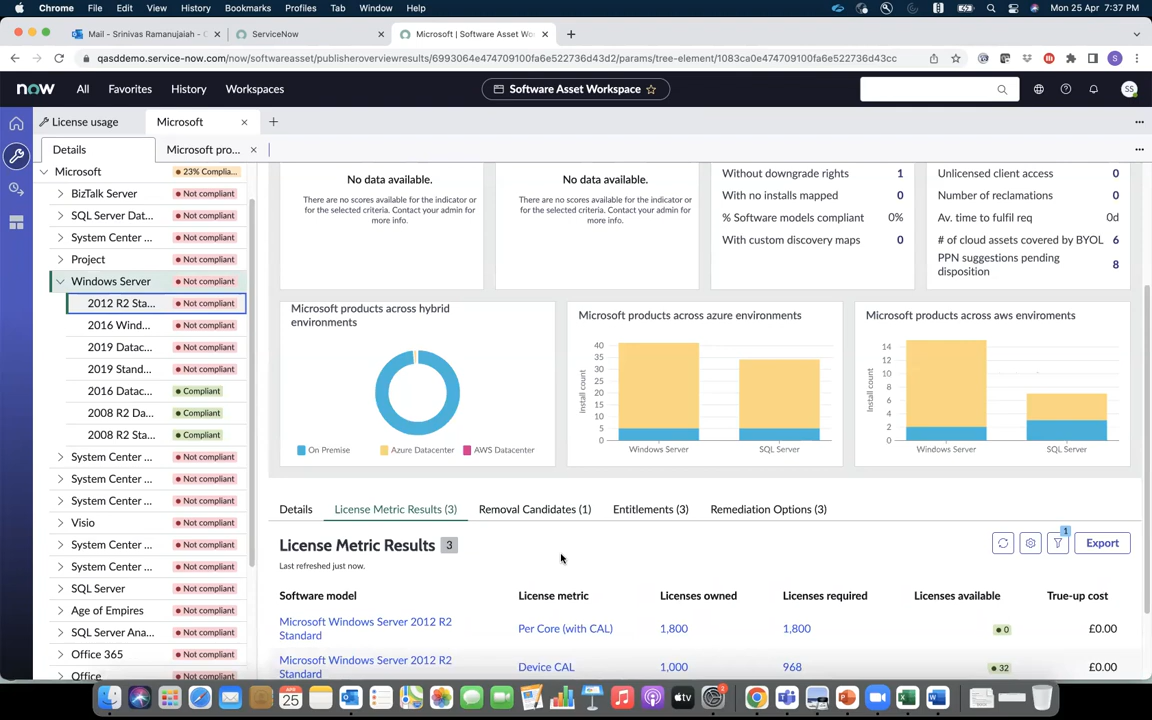 Chrome File Edit View History Bookmarks Profiles Tab Window Help
Mon 25 Apr 7:37 PM
Mail - Srinivas Ramanujaiah - C
ServiceNow
Microsoft | Software Asset Wo
qasddemo.service-now.com/now/softwareasset/publisheroverviewresults/6993064e474709100fa6e522736d43d2/params/tree-element/1083ca0e474709100fa6e522736d43cc
S
now All Favorites History Workspaces
Software Asset Workspace
SS
License usage
Microsoft
Details
Microsoft pro...
Microsoft 23% Complia...
BizTalk Server Not compliant
SQL Server Dat... Not compliant
System Center ... Not compliant
Project Not compliant
Windows Server Not compliant
2012 R2 Sta... Not compliant
2016 Wind... Not compliant
2019 Datac... Not compliant
2019 Stand... Not compliant
2016 Datac... Compliant
2008 R2 Da... Compliant
2008 R2 Sta... Compliant
System Center ... Not compliant
System Center ... Not compliant
System Center ... Not compliant
Visio Not compliant
System Center ... Not compliant
System Center ... Not compliant
SQL Server Not compliant
Age of Empires Not compliant
SQL Server Ana... Not compliant
Office 365 Not compliant
Office Not compliant
No data available.
There are no scores available for the indicator or
for the selected criteria. Contact your admin for
more info.
No data available.
There are no scores available for the indicator or
for the selected criteria. Contact your admin for
more info.
Without downgrade rights 1
With no installs mapped 0
% Software models compliant 0%
With custom discovery maps 0
Unlicensed client access 0
Number of reclamations 0
Av. time to fulfil req 0d
# of cloud assets covered by BYOL 6
PPN suggestions pending
disposition 8
Microsoft products across hybrid
environments
On Premise Azure Datacenter AWS Datacenter
Microsoft products across azure environments
Install count
40
35
30
25
20
15
10
5
0
Windows Server SQL Server
Microsoft products across aws enviroments
Install count
14
12
10
8
6
4
2
0
Windows Server SQL Server
Details License Metric Results (3) Removal Candidates (1) Entitlements (3) Remediation Options (3)
License Metric Results 3
Last refreshed just now.
1
Export
Software model License metric Licenses owned Licenses required Licenses available True-up cost
Microsoft Windows Server 2012 R2
Standard
Per Core (with CAL) 1,800 1,800 0 £0.00
Microsoft Windows Server 2012 R2
Standard
Device CAL 1,000 968 32 £0.00
APR
25
tv
2